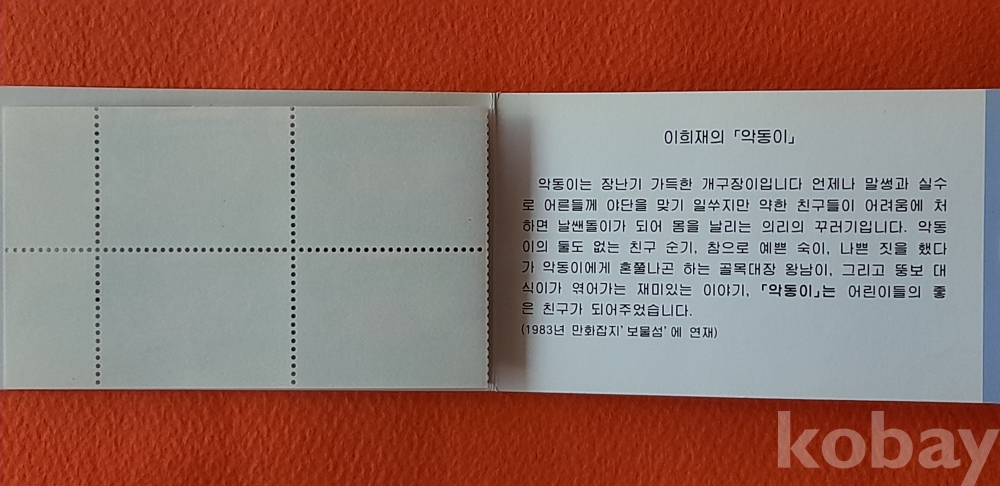 이희재의 「악동이」
악동이는 장난기 가득한 개구장이입니다 언제나 말썽과 실수
로 어른들께 야단을 맞기 일쑤지만 약한 친구들이 어려움에 처
하면 날쌘돌이가 되어 몸을 날리는 의리의 꾸러기입니다. 악동
이의 둘도 없는 친구 순기, 참으로 예쁜 숙이, 나쁜 짓을 했다
가 악동이에게 혼쭐나곤 하는 골목대장 왕남이, 그리고 뚱보 대
식이가 엮어가는 재미있는 이야기, 「악동이」는 어린이들의 좋
은 친구가 되어주었습니다.
(1983년 만화잡지'보물섬'에 연재)
kobay